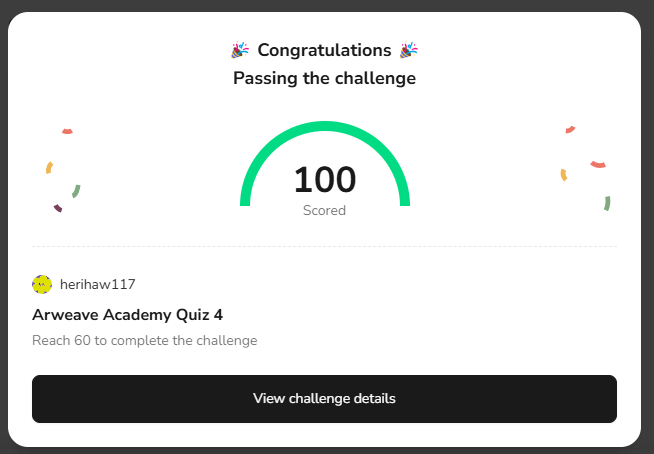 🎉 Congratulations 🎉
Passing the challenge
100
Scored
herihaw117
Arweave Academy Quiz 4
Reach 60 to complete the challenge
View challenge details